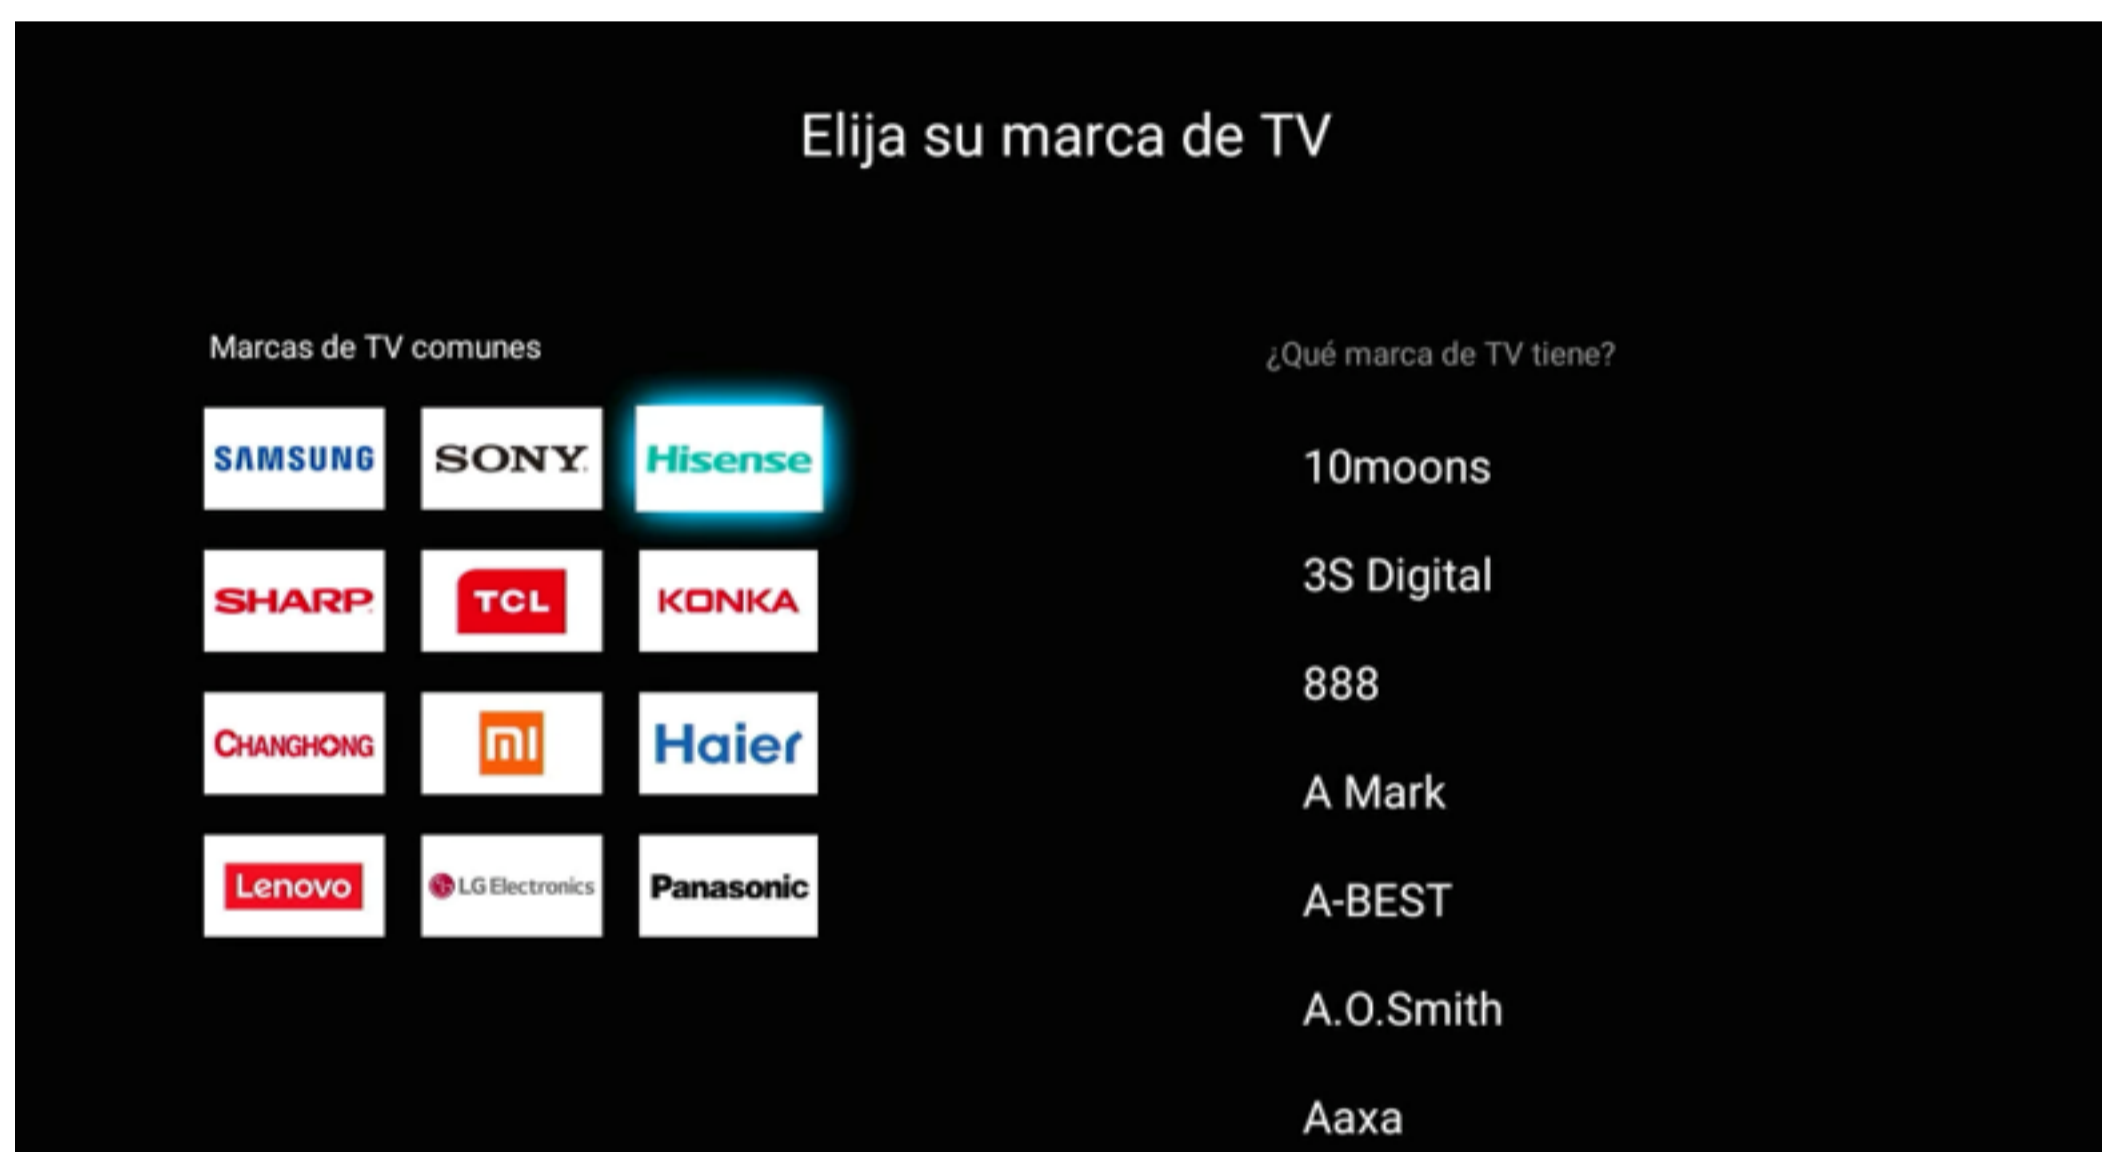 Elija su marca de TV
Marcas de TV comunes
SAMSUNG SONY Hisense
SHARP TCL KONKA
CHANGHONG mi Haier
Lenovo LG Electronics Panasonic
¿Qué marca de TV tiene?
10moons
3S Digital
888
A Mark
A-BEST
A.O.Smith
Aaxa